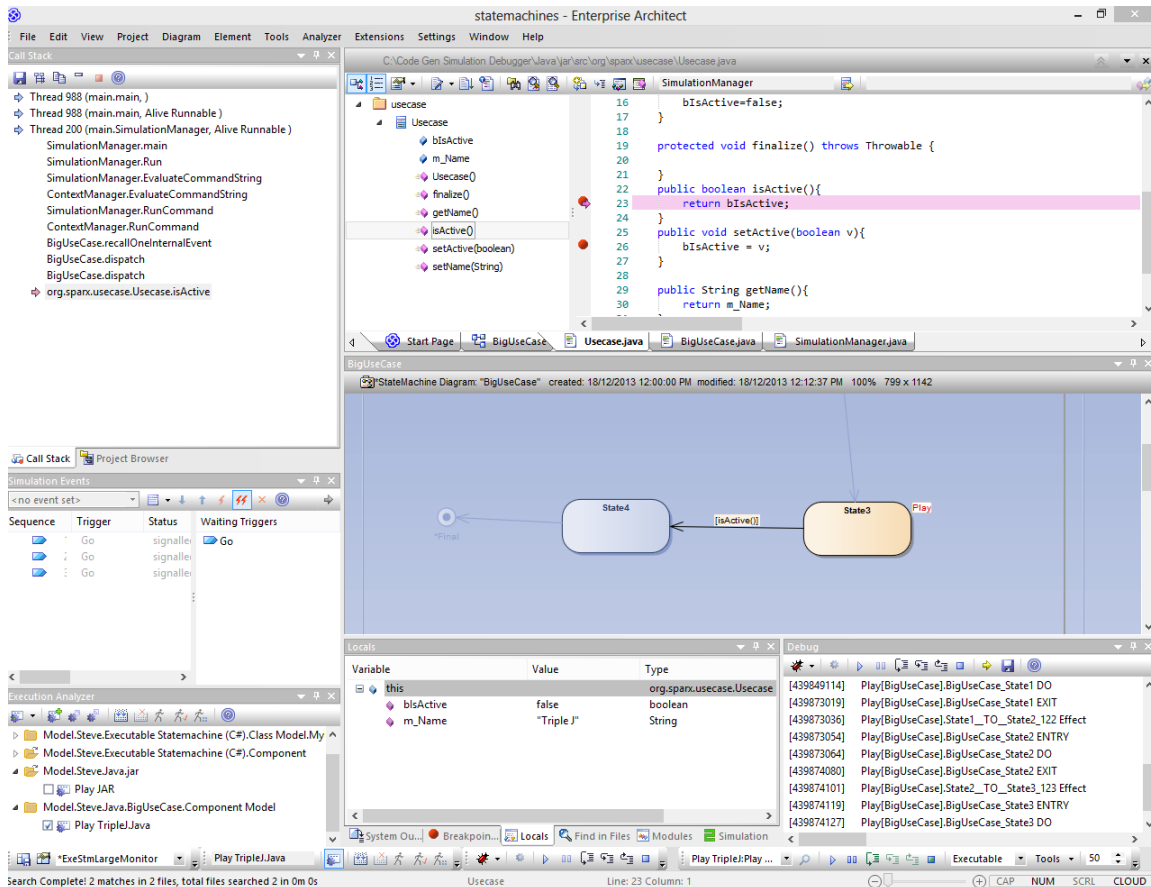 statemachines - Enterprise Architect
File Edit View Project Diagram Element Tools Analyzer Extensions Settings Window Help
Call Stack
Thread 988 (main.main, )
Thread 988 (main.main, Alive Runnable )
Thread 200 (main.SimulationManager, Alive Runnable )
SimulationManager.main
SimulationManager.Run
SimulationManager.EvaluateCommandString
ContextManager.EvaluateCommandString
SimulationManager.RunCommand
ContextManager.RunCommand
BigUseCase.recallOneInternalEvent
BigUseCase.dispatch
BigUseCase.dispatch
org.sparx.usecase.Usecase.isActive
Call Stack Project Browser
C:\Code Gen Simulation Debugger\Java\jar\src\org\sparx\usecase\Usecase.java
SimulationManager
usecase
Usecase
bIsActive
m_Name
Usecase()
finalize()
getName()
isActive()
setActive(boolean)
setName(String)
16 bIsActive=false;
17 }
18
19 protected void finalize() throws Throwable {
20
21 }
22 public boolean isActive(){
23 return bIsActive;
24 }
25 public void setActive(boolean v){
26 bIsActive = v;
27 }
28
29 public String getName(){
30 return m_Name;
Start Page BigUseCase Usecase.java BigUseCase.java SimulationManager.java
BigUseCase
*StateMachine Diagram: "BigUseCase" created: 18/12/2013 12:00:00 PM modified: 18/12/2013 12:12:37 PM 100% 799 x 1142
*Final
State4
[isActive()]
State3
Play
Simulation Events
<no event set>
Sequence Trigger Status Waiting Triggers
Go signalle Go
Go signalle
Go signalle
Execution Analyzer
Model.Steve.Executable Statemachine (C#).Class Model.My
Model.Steve.Executable Statemachine (C#).Component
Model.Steve.Java.jar
Play JAR
Model.Steve.Java.BigUseCase.Component Model
Play TripleJ.Java
Locals
Variable Value Type
this org.sparx.usecase.Usecase
bIsActive false boolean
m_Name "Triple J" String
System Ou... Breakpoin... Locals Find in Files Modules Simulation
Debug
[439849114] Play[BigUseCase].BigUseCase_State1 DO
[439873019] Play[BigUseCase].BigUseCase_State1 EXIT
[439873036] Play[BigUseCase].State1__TO__State2_122 Effect
[439873054] Play[BigUseCase].BigUseCase_State2 ENTRY
[439873064] Play[BigUseCase].BigUseCase_State2 DO
[439874080] Play[BigUseCase].BigUseCase_State2 EXIT
[439874101] Play[BigUseCase].State2__TO__State3_123 Effect
[439874119] Play[BigUseCase].BigUseCase_State3 ENTRY
[439874127] Play[BigUseCase].BigUseCase_State3 DO
*ExeStmLargeMonitor Play TripleJ.Java Play TripleJ:Play ... Executable Tools 50
Search Complete! 2 matches in 2 files, total files searched 2 in 0m 0s Usecase Line: 23 Column: 1 CAP NUM SCRL CLOUD